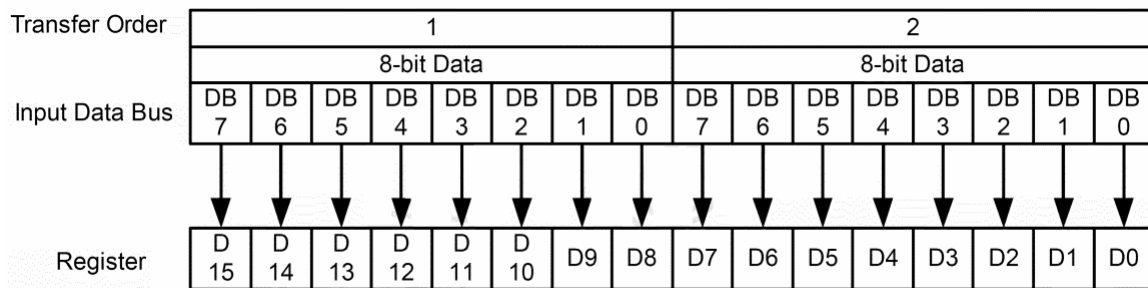 Transfer Order 1 2
8-bit Data 8-bit Data
Input Data Bus DB 7 DB 6 DB 5 DB 4 DB 3 DB 2 DB 1 DB 0 DB 7 DB 6 DB 5 DB 4 DB 3 DB 2 DB 1 DB 0
Register D 15 D 14 D 13 D 12 D 11 D 10 D9 D8 D7 D6 D5 D4 D3 D2 D1 D0